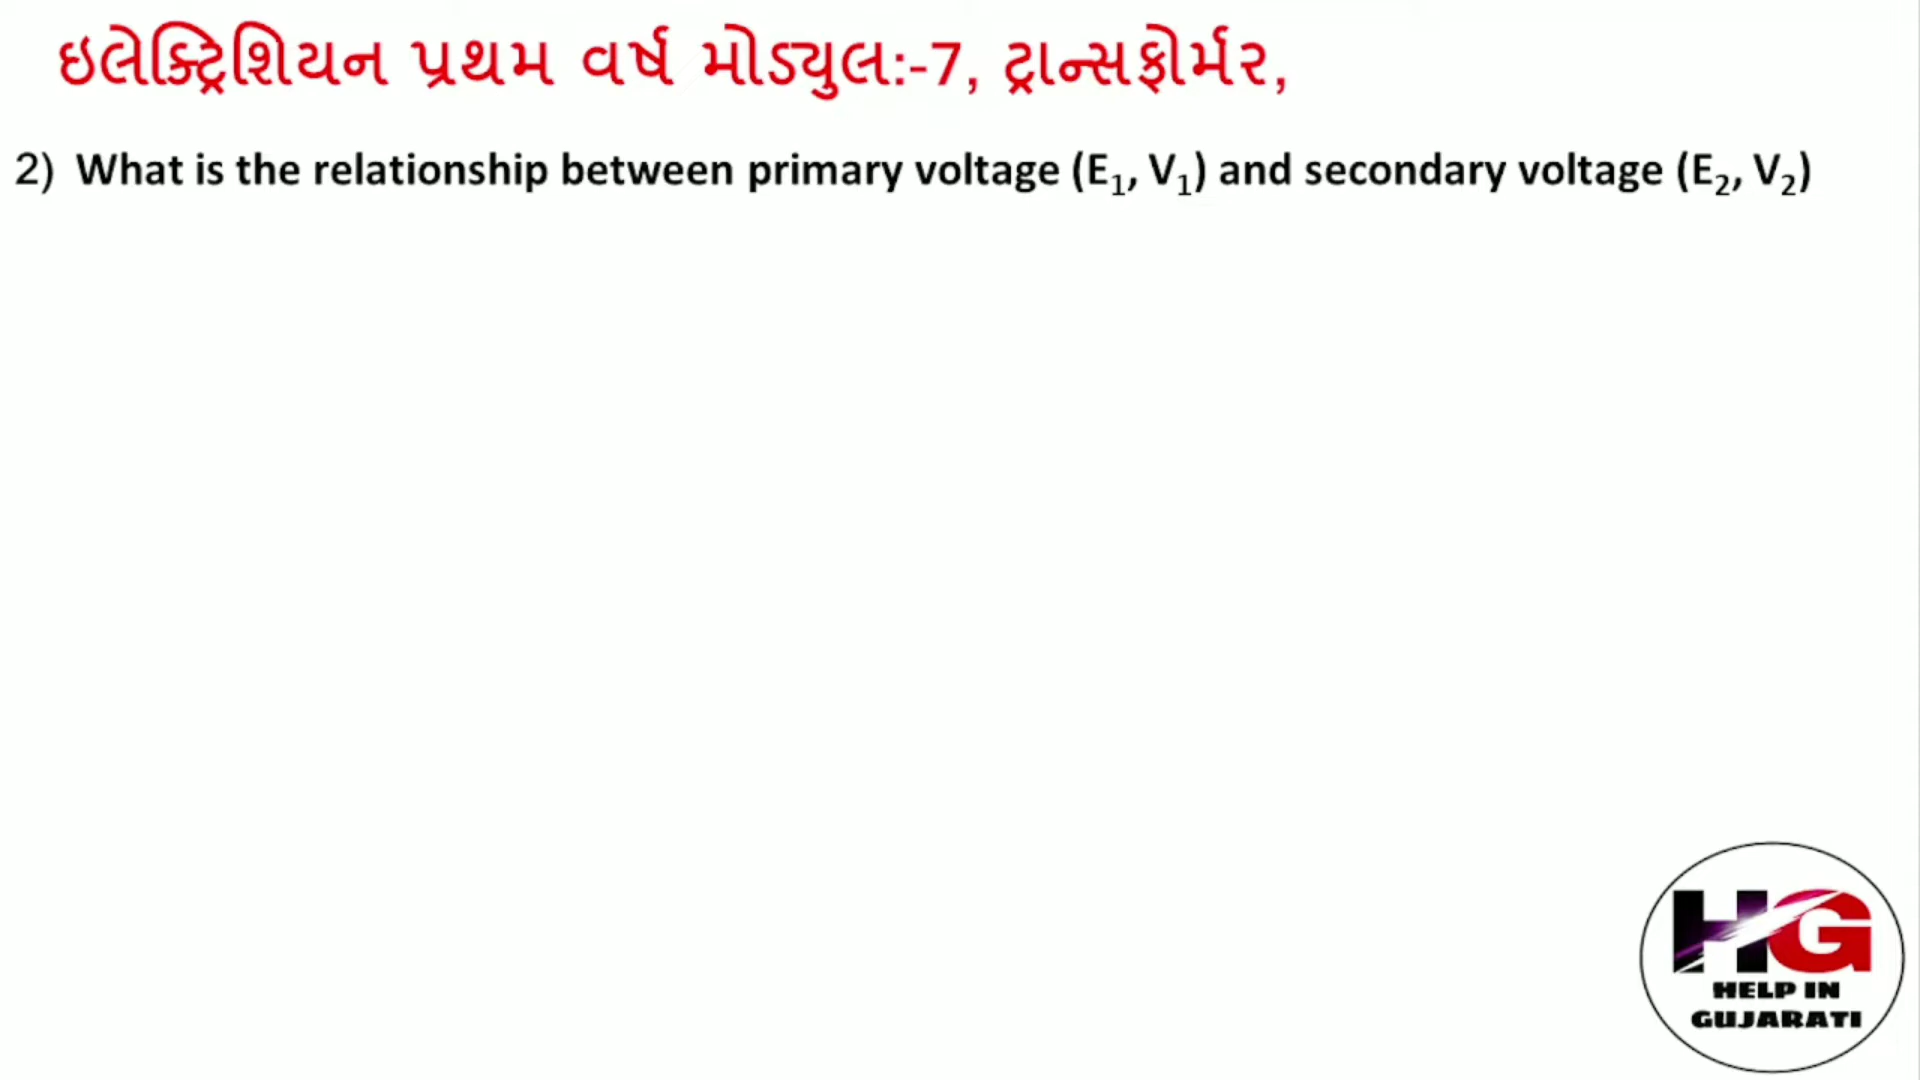 ઇલેક્ટ્રિશિયન પ્રથમ વર્ષ મોડ્યુલ:-7, ટ્રાન્સફોર્મર,
2) What is the relationship between primary voltage (E₁, V₁) and secondary voltage (E₂, V₂)
HG
HELP IN
GUJARATI